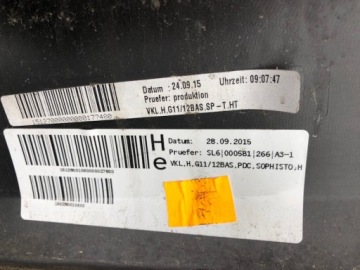 Datum : 24.09.15 Uhrzeit: 09:07:47
Pruefer: produktion
VKL.H.G11/12BAS.SP-T.HT
He
Datum: 28.09.2015
Pruefer: SL6|000SB1|266|A3-1
VKL,H,G11/12BAS,PDC,SOPHISTO,H